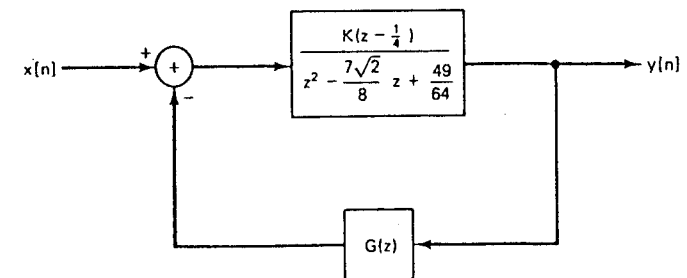 x[n] + + K(z − 1/4) / z² − 7√2/8 z + 49/64 y[n]
−
G(z)